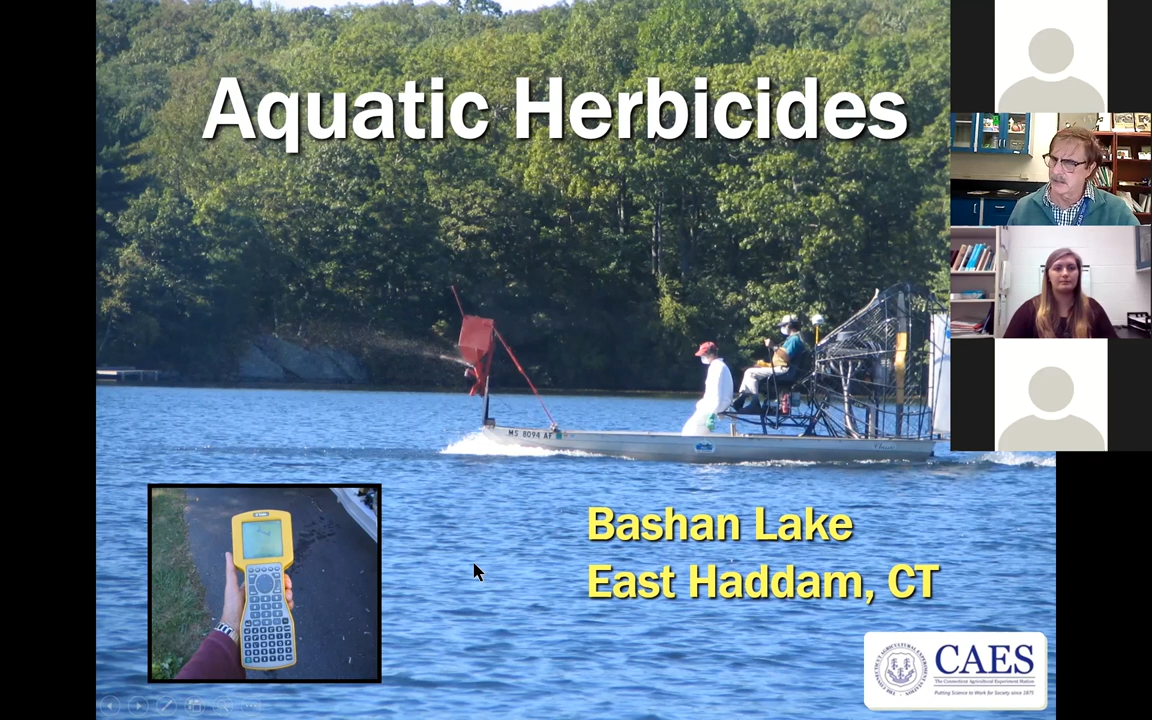 Aquatic Herbicides
MS 8094 AF
Bashan Lake
East Haddam, CT
CAES
The Connecticut Agricultural Experiment Station
Putting Science to Work for Society since 1875